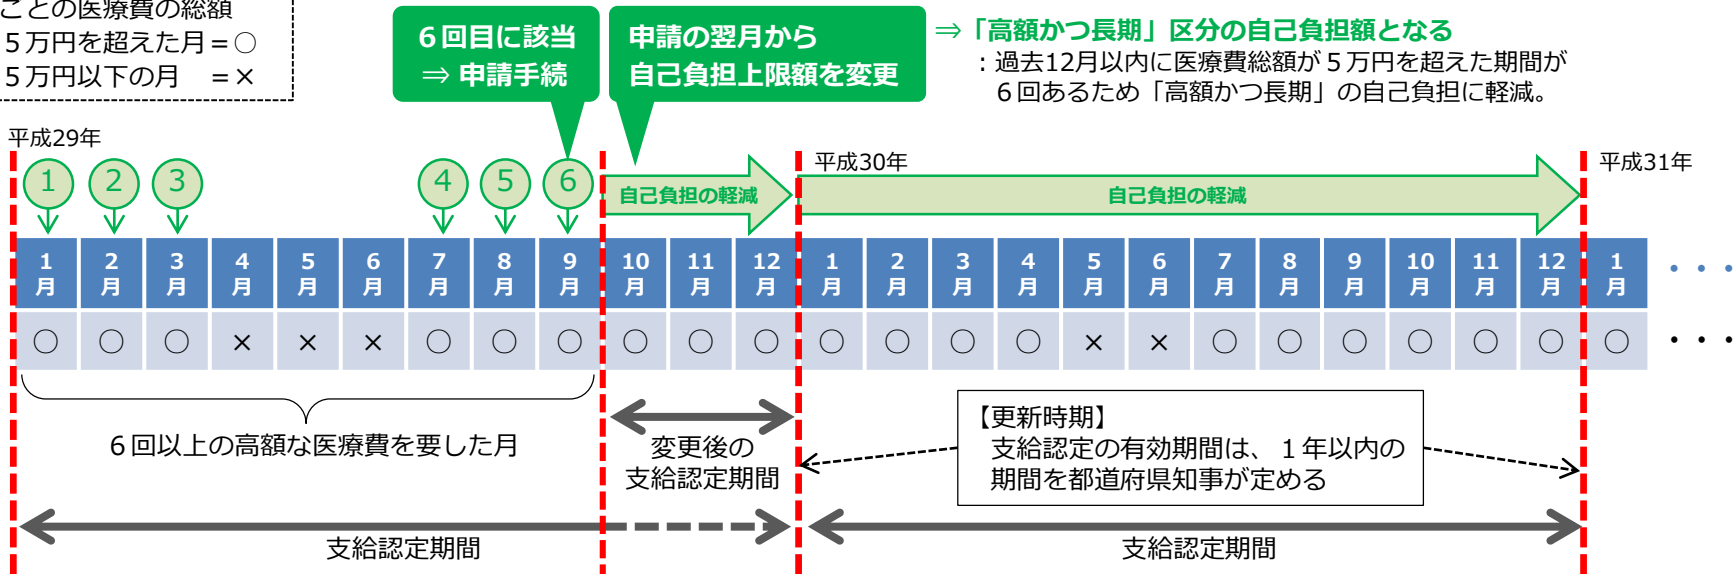 ごとの医療費の総額
５万円を超えた月＝○
５万円以下の月　＝×
６回目に該当
⇒ 申請手続
申請の翌月から
自己負担上限額を変更
⇒「高額かつ長期」区分の自己負担額となる
：過去12月以内に医療費総額が５万円を超えた期間が
６回あるため「高額かつ長期」の自己負担に軽減。
平成29年
平成30年
平成31年
1 2 3 4 5 6
自己負担の軽減
自己負担の軽減
1月 2月 3月 4月 5月 6月 7月 8月 9月 10月 11月 12月 1月 2月 3月 4月 5月 6月 7月 8月 9月 10月 11月 12月 1月 ・・・
○ ○ ○ × × × ○ ○ ○ ○ ○ ○ ○ ○ ○ ○ × × ○ ○ ○ ○ ○ ○ ○ ・・・
６回以上の高額な医療費を要した月
変更後の
支給認定期間
【更新時期】
支給認定の有効期間は、１年以内の
期間を都道府県知事が定める
支給認定期間
支給認定期間